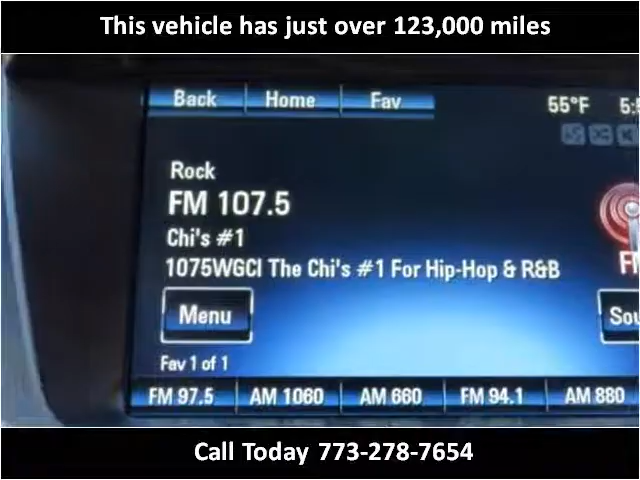 This vehicle has just over 123,000 miles
Back Home Fav 55°F
Rock
FM 107.5
Chi's #1
1075WGCI The Chi's #1 For Hip-Hop & R&B
Menu
Fav 1 of 1
FM 97.5 AM 1060 AM 660 FM 94.1 AM 880
Call Today 773-278-7654